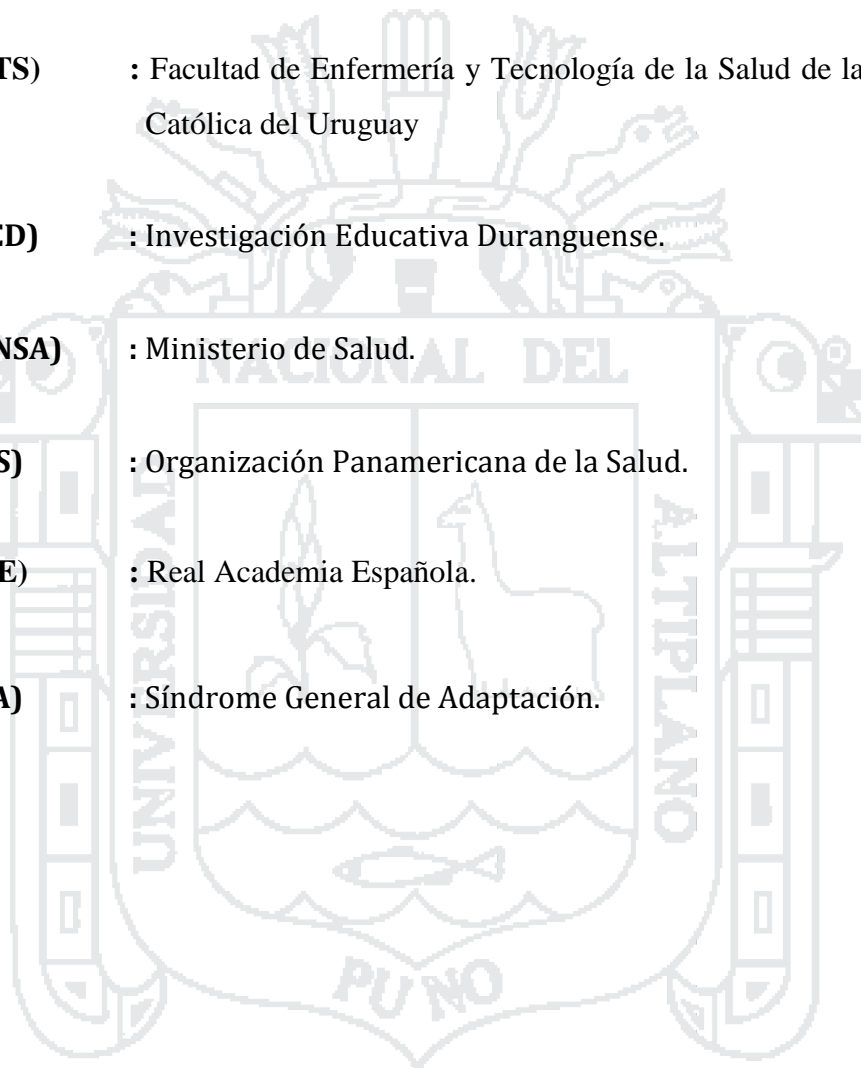 TS) : Facultad de Enfermería y Tecnología de la Salud de la
Católica del Uruguay
ED) : Investigación Educativa Duranguense.
NSA) : Ministerio de Salud.
S) : Organización Panamericana de la Salud.
E) : Real Academia Española.
A) : Síndrome General de Adaptación.
NACIONAL DEL
UNIVERSIDAD
ALTIPLANO
PUNO